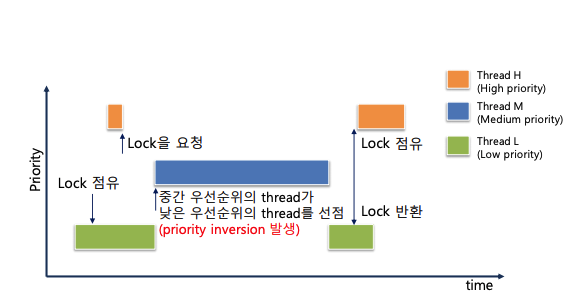 Thread H
(High priority)
Thread M
(Medium priority)
Thread L
(Low priority)
Priority
Lock을 요청
Lock 점유
Lock 점유
중간 우선순위의 thread가
낮은 우선순위의 thread를 선점
(priority inversion 발생)
Lock 반환
time